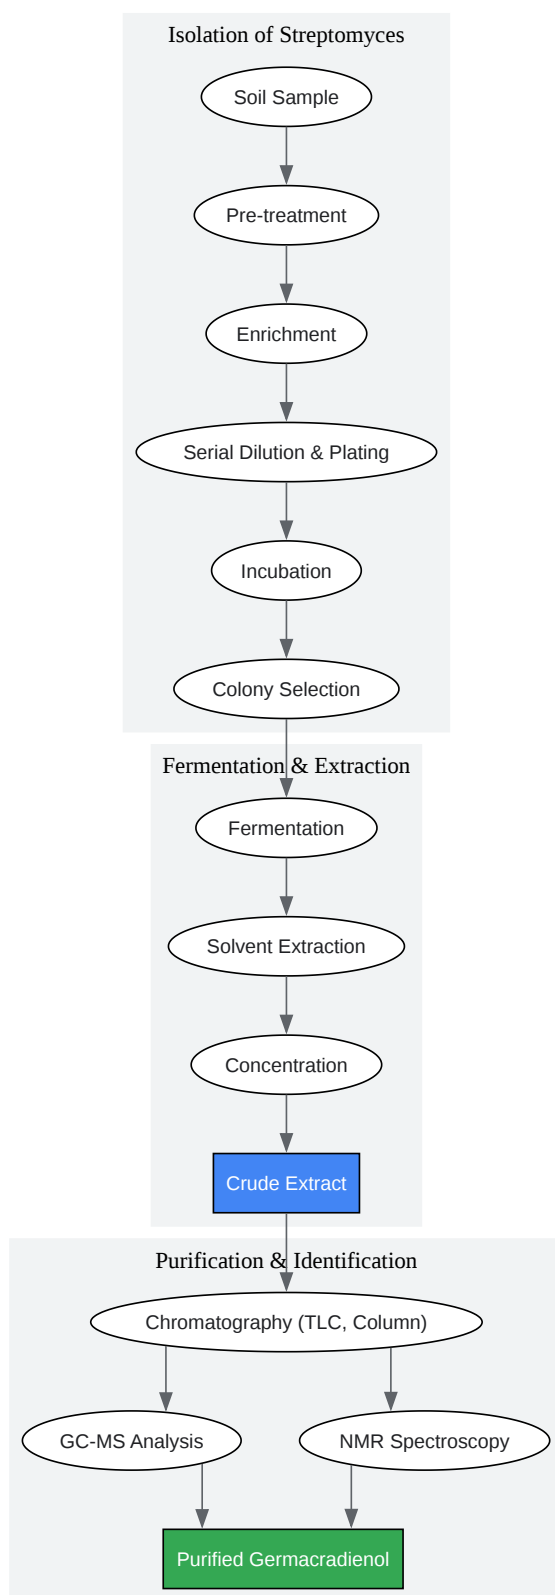 Isolation of Streptomyces
Soil Sample
Pre-treatment
Enrichment
Serial Dilution & Plating
Incubation
Colony Selection
Fermentation & Extraction
Fermentation
Solvent Extraction
Concentration
Crude Extract
Purification & Identification
Chromatography (TLC, Column)
GC-MS Analysis
NMR Spectroscopy
Purified Germacradienol